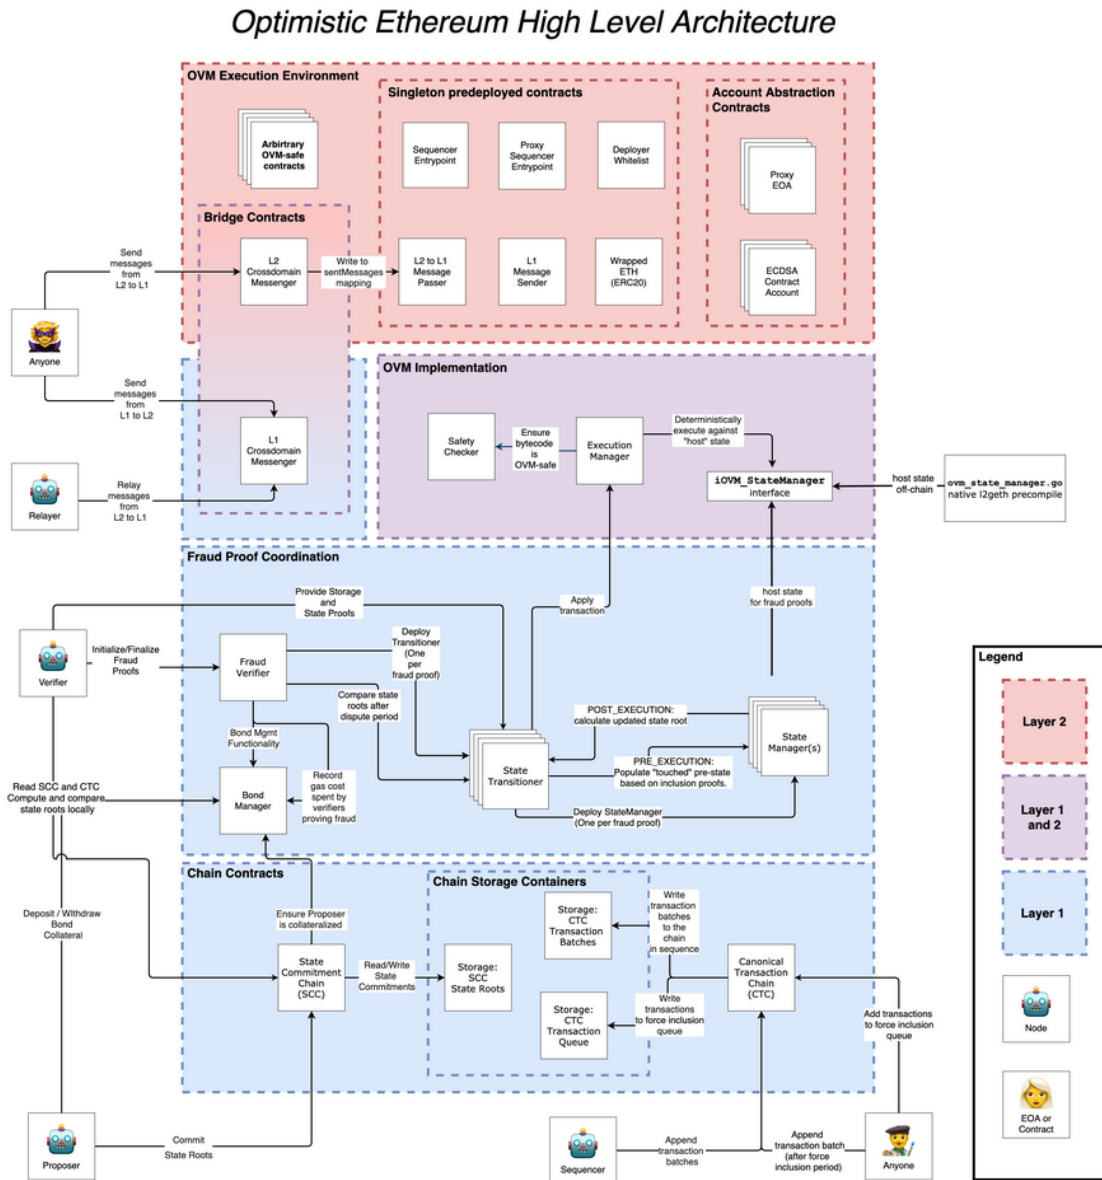 Optimistic Ethereum High Level Architecture
OVM Execution Environment
Arbirtrary
OVM-safe
contracts
Singleton predeployed contracts
Sequencer
Entrypoint
Proxy
Sequencer
Entrypoint
Deployer
Whitelist
Account Abstraction
Contracts
Proxy
EOA
Bridge Contracts
Send
messages
from
L2 to L1
L2
Crossdomain
Messenger
Write to
sentMessages
mapping
L2 to L1
Message
Passer
L1
Message
Sender
Wrapped
ETH
(ERC20)
ECDSA
Contract
Account
Anyone
Send
messages
from
L1 to L2
L1
Crossdomain
Messenger
Relayer
Relay
messages
from
L2 to L1
OVM Implementation
Safety
Checker
Ensure
bytecode
is
OVM-safe
Execution
Manager
Deterministically
execute against
"host" state
iOVM_StateManager
interface
host state
off-chain
ovm_state_manager.go
native l2geth precompile
Fraud Proof Coordination
Provide Storage
and
State Proofs
Apply
transaction
host state
for fraud proofs
Verifier
Initialize/Finalize
Fraud
Proofs
Fraud
Verifier
Deploy
Transitioner
(One
per
fraud proof)
Compare state
roots after
dispute period
Bond Mgmt
Functionality
Bond
Manager
Record
gas cost
spent by
verifiers
proving fraud
State
Transitioner
POST_EXECUTION:
calculate updated state root
PRE_EXECUTION:
Populate "touched" pre-state
based on inclusion proofs.
State
Manager(s)
Deploy StateManager
(One per fraud proof)
Read SCC and CTC
Compute and compare
state roots locally
Chain Contracts
Deposit / WIthdraw
Bond
Collateral
Ensure Proposer
is collateralized
State
Commitment
Chain (SCC)
Read/Write
State
Commitments
Chain Storage Containers
Storage:
SCC
State Roots
Storage:
CTC
Transaction
Batches
Storage:
CTC
Transaction
Queue
Write
transaction
batches
to the
chain
in sequence
Write
transactions
to force inclusion
queue
Canonical
Transaction
Chain (CTC)
Add transactions
to force inclusion
queue
Proposer
Commit
State Roots
Sequencer
Append
transaction
batches
Append
transaction batch
(after force
inclusion period)
Anyone
Legend
Layer 2
Layer 1
and 2
Layer 1
Node
EOA or
Contract